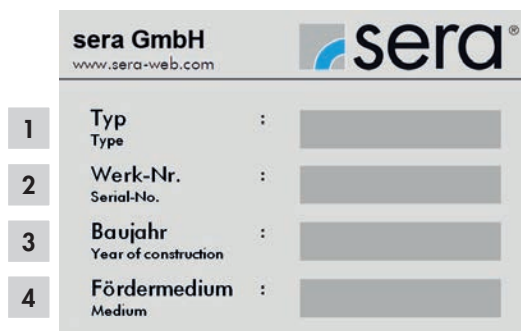 sera GmbH
www.sera-web.com
sera®
1
Typ :
Type
2
Werk-Nr. :
Serial-No.
3
Baujahr :
Year of construction
4
Fördermedium :
Medium